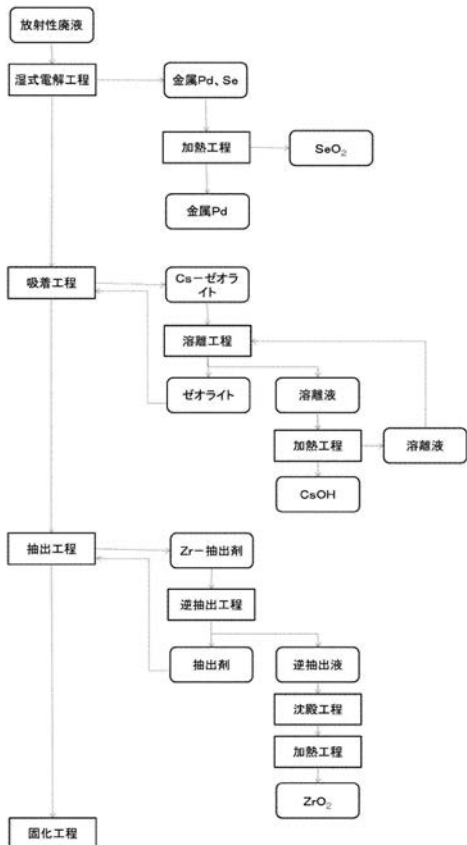 放射性廃液
湿式電解工程
金属Pd、Se
加熱工程
SeO₂
金属Pd
吸着工程
Cs−ゼオラ
イト
溶離工程
ゼオライト
溶離液
加熱工程
溶離液
CsOH
抽出工程
Zr−抽出剤
逆抽出工程
抽出剤
逆抽出液
沈殿工程
加熱工程
ZrO₂
固化工程